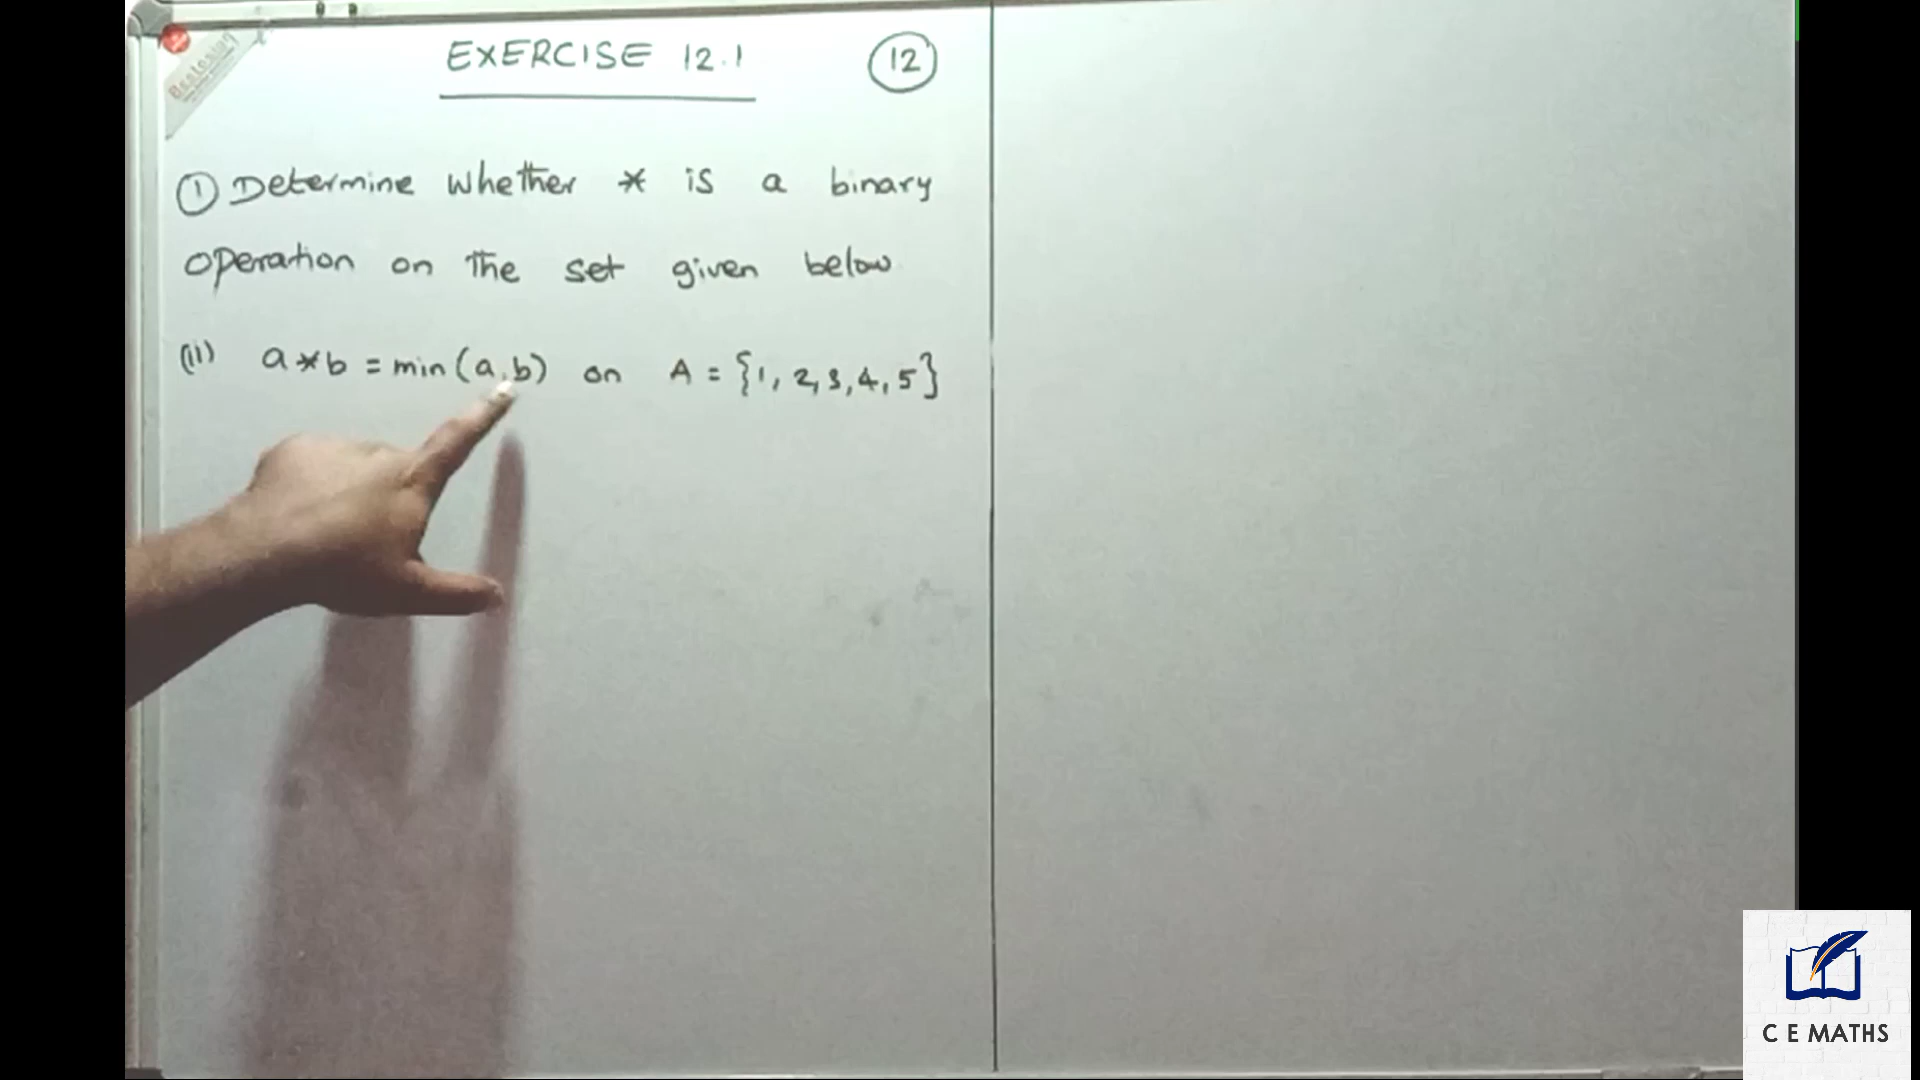 Bestosign
EXERCISE 12.1
12
① Determine whether * is a binary
operation on the set given below
(ii) a*b = min(a,b) on A = {1, 2, 3, 4, 5}
C E MATHS